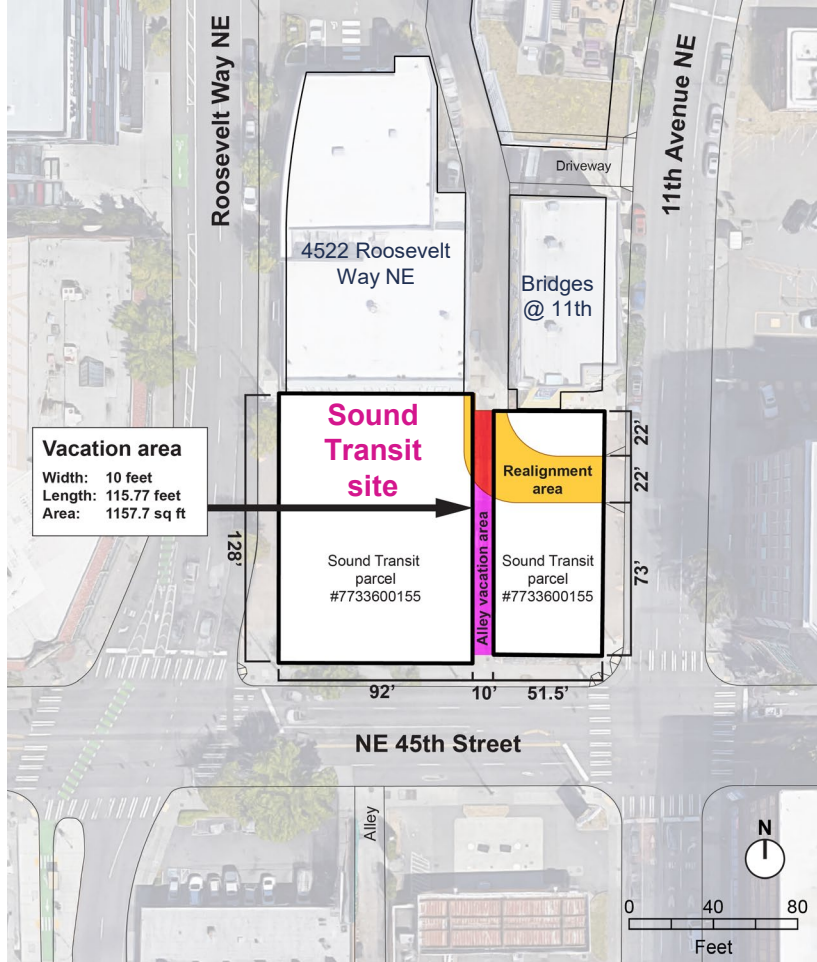 Roosevelt Way NE
11th Avenue NE
Driveway
4522 Roosevelt
Way NE
Bridges
@ 11th
Sound
Transit
site
Vacation area
Width: 10 feet
Length: 115.77 feet
Area: 1157.7 sq ft
Realignment
area
22'
22'
73'
128'
Alley vacation area
Sound Transit
parcel
#7733600155
Sound Transit
parcel
#7733600155
92'
10'
51.5'
NE 45th Street
Alley
N
0 40 80
Feet